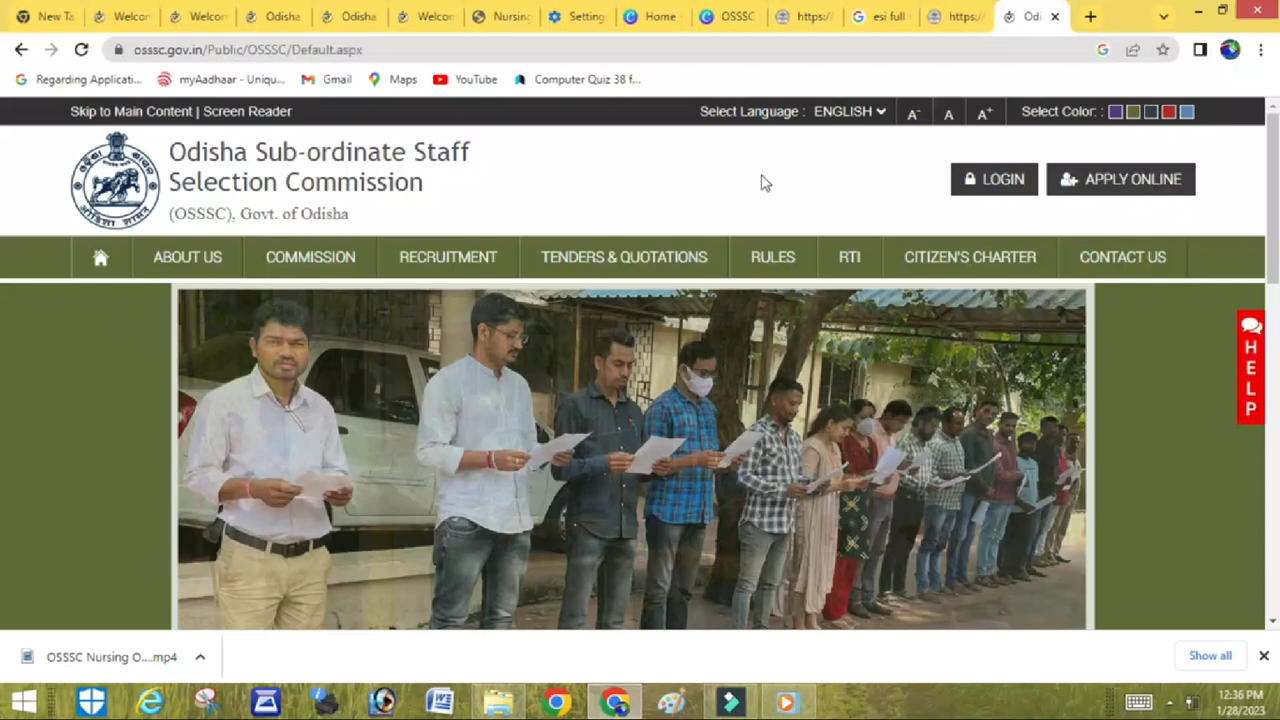 New Ta
Welcon
Welcon
Odisha
Odisha
Welcom
Nursing
Setting
Home
OSSSC
https:/
esi full
https:/
Odi
osssc.gov.in/Public/OSSSC/Default.aspx
Regarding Applicati...
myAadhaar - Uniqu...
Gmail
Maps
YouTube
Computer Quiz 38 f...
Skip to Main Content | Screen Reader
Select Language : ENGLISH
A-
A
A+
Select Color: :
Odisha Sub-ordinate Staff
Selection Commission
(OSSSC), Govt. of Odisha
LOGIN
APPLY ONLINE
ABOUT US
COMMISSION
RECRUITMENT
TENDERS & QUOTATIONS
RULES
RTI
CITIZEN'S CHARTER
CONTACT US
HELP
OSSSC Nursing O....mp4
Show all
12:36 PM
1/28/2023